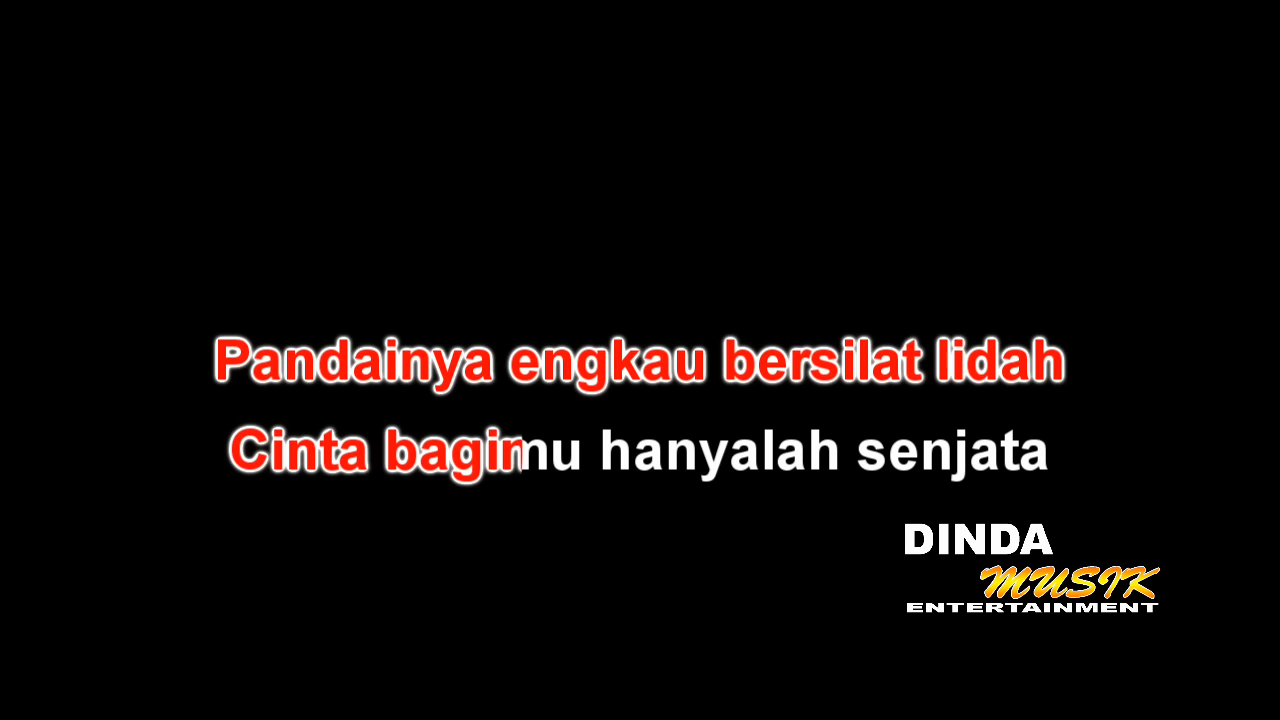 Pandainya engkau bersilat lidah
Cinta bagimu hanyalah senjata
DINDA
MUSIK
ENTERTAINMENT